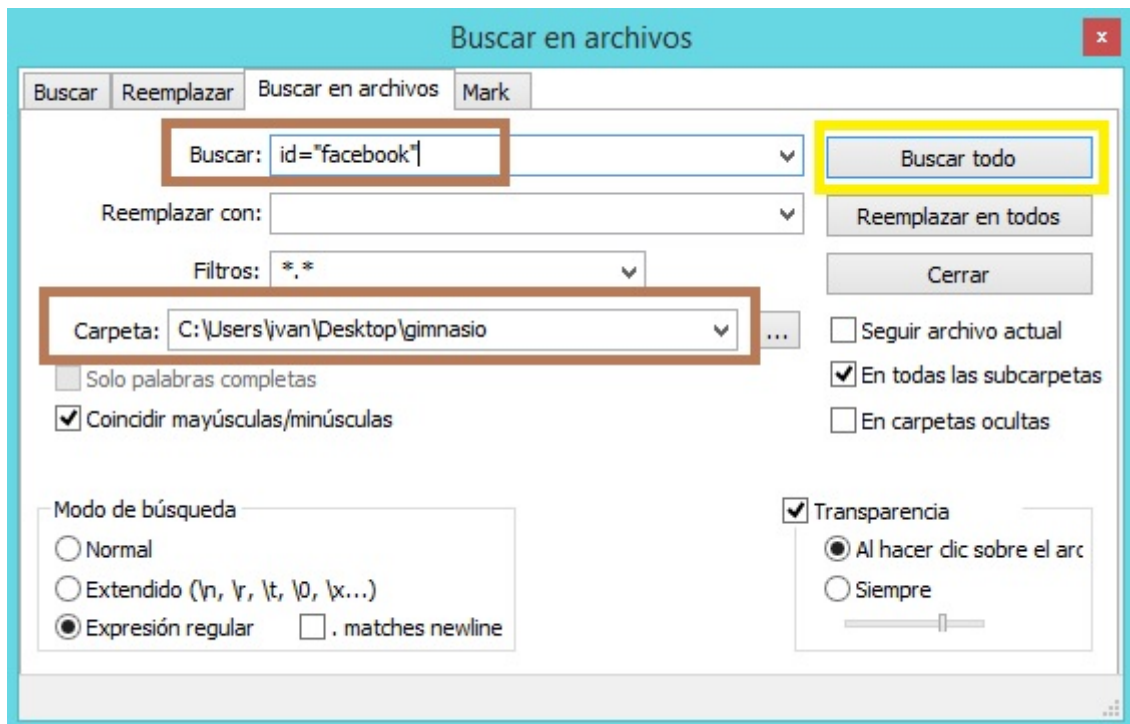 Buscar en archivos
x
Buscar Reemplazar Buscar en archivos Mark
Buscar: id="facebook" Buscar todo
Reemplazar con: Reemplazar en todos
Filtros: *.* Cerrar
Carpeta: C:\Users\ivan\Desktop\gimnasio ... Seguir archivo actual
Solo palabras completas En todas las subcarpetas
Coincidir mayúsculas/minúsculas En carpetas ocultas
Modo de búsqueda Transparencia
Normal Al hacer clic sobre el arc
Extendido (\n, \r, \t, \0, \x...) Siempre
Expresión regular . matches newline